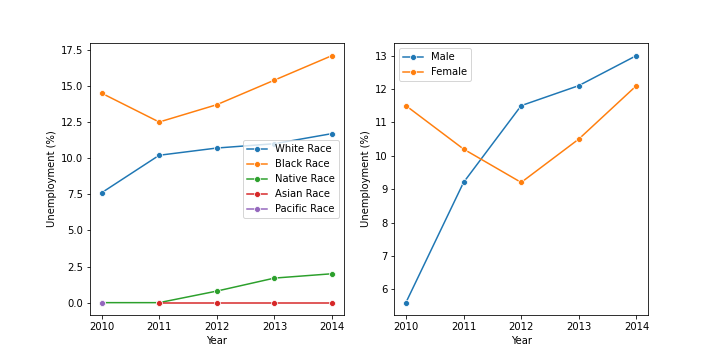 17.5
15.0
12.5
10.0
7.5
5.0
2.5
0.0
Unemployment (%)
White Race
Black Race
Native Race
Asian Race
Pacific Race
2010 2011 2012 2013 2014
Year
13
12
11
10
9
8
7
6
Unemployment (%)
Male
Female
2010 2011 2012 2013 2014
Year